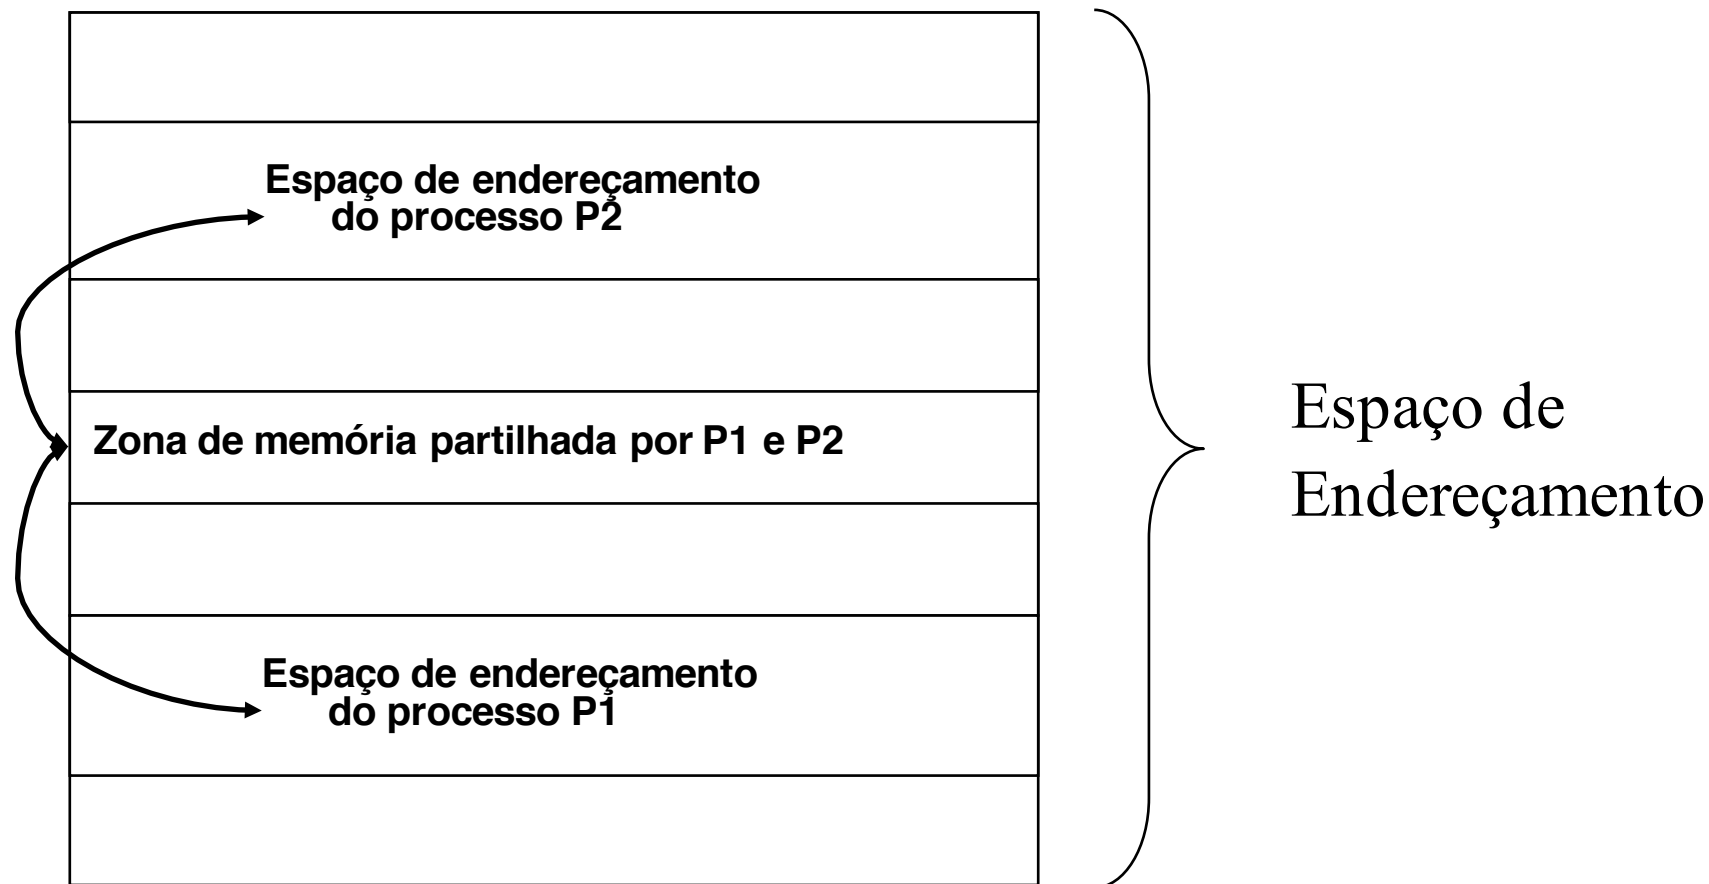 Espaço de endereçamento
do processo P2
Zona de memória partilhada por P1 e P2
Espaço de endereçamento
do processo P1
Espaço de
Endereçamento